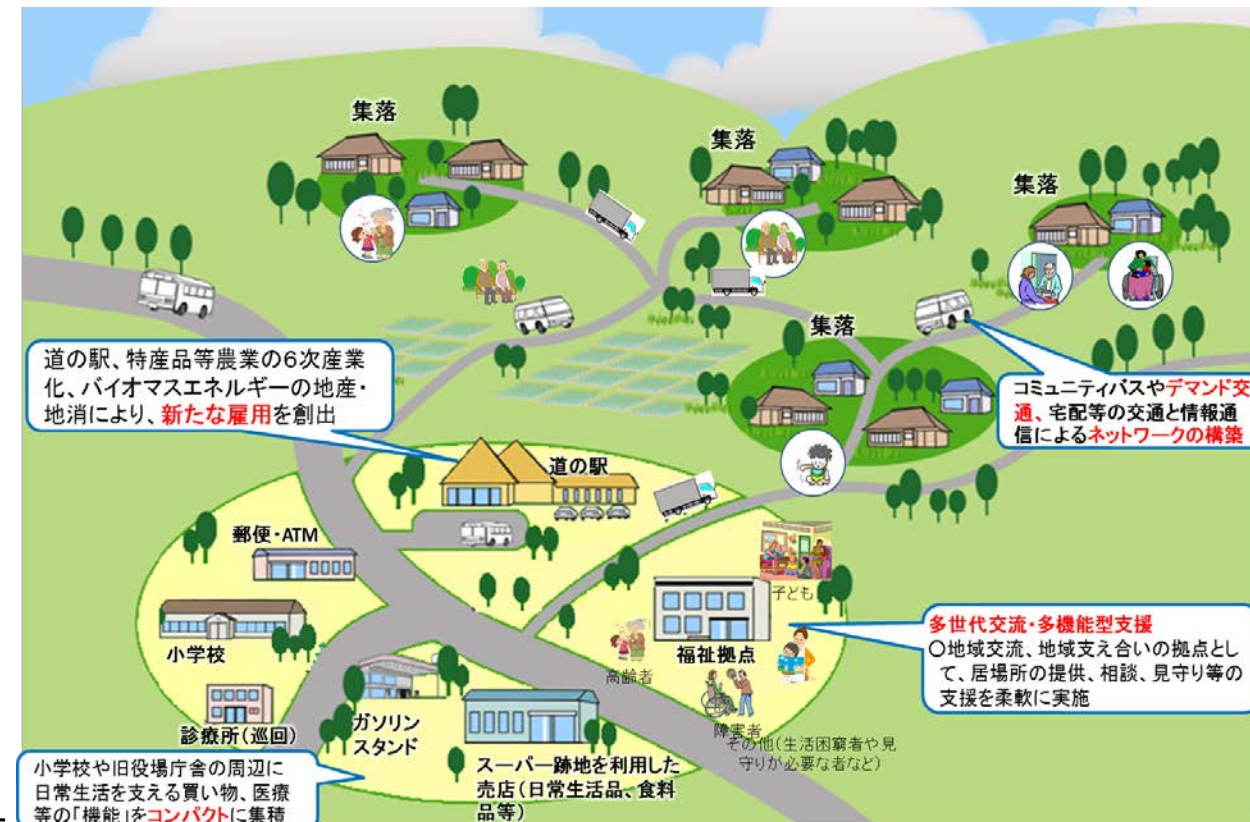 集落
集落
集落
集落
道の駅、特産品等農業の6次産業
化、バイオマスエネルギーの地産・
地消により、新たな雇用を創出
コミュニティバスやデマンド交
通、宅配等の交通と情報通
信によるネットワークの構築
道の駅
郵便・ATM
小学校
診療所(巡回)
ガソリン
スタンド
スーパー跡地を利用した
売店(日常生活品、食料
品等)
子ども
福祉拠点
高齢者
障害者
その他(生活困窮者や見
守りが必要な者など)
多世代交流・多機能型支援
〇地域交流、地域支え合いの拠点とし
て、居場所の提供、相談、見守り等の
支援を柔軟に実施
小学校や旧役場庁舎の周辺に
日常生活を支える買い物、医療
等の「機能」をコンパクトに集積